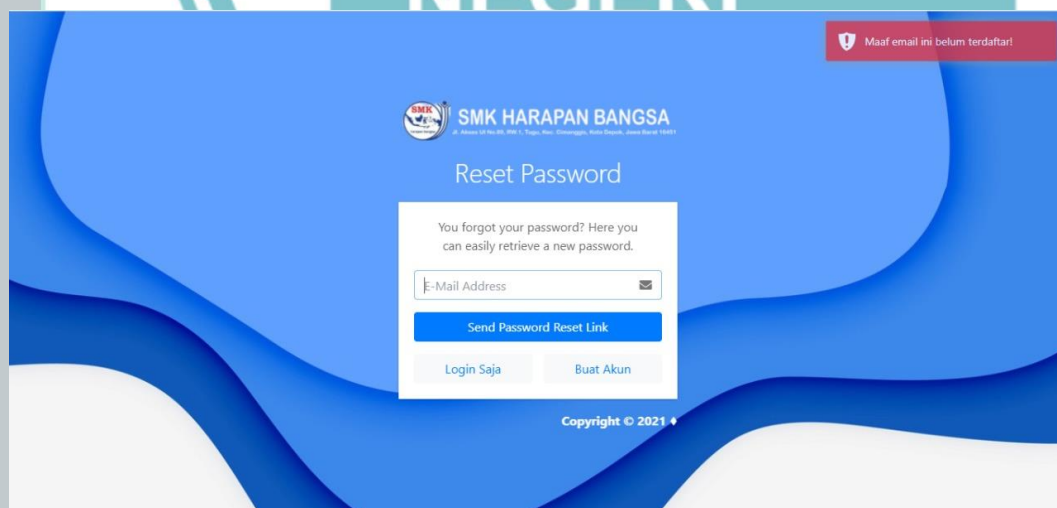 Maaf email ini belum terdaftar!
SMK
SMK HARAPAN BANGSA
Reset Password
You forgot your password? Here you
can easily retrieve a new password.
E-Mail Address
Send Password Reset Link
Login Saja
Buat Akun
Copyright © 2021